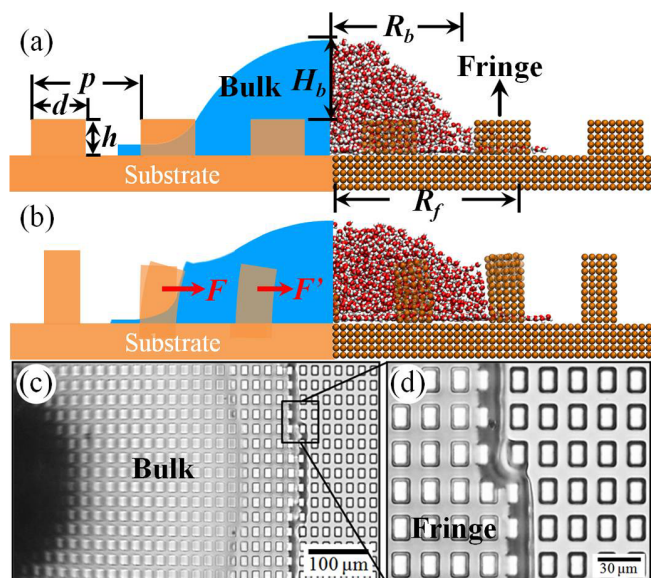 (a)
R_b
p
Bulk
H_b
Fringe
d
h
Substrate
R_f
(b)
F
F'
Substrate
(c)
(d)
Bulk
Fringe
100 μm
30 μm